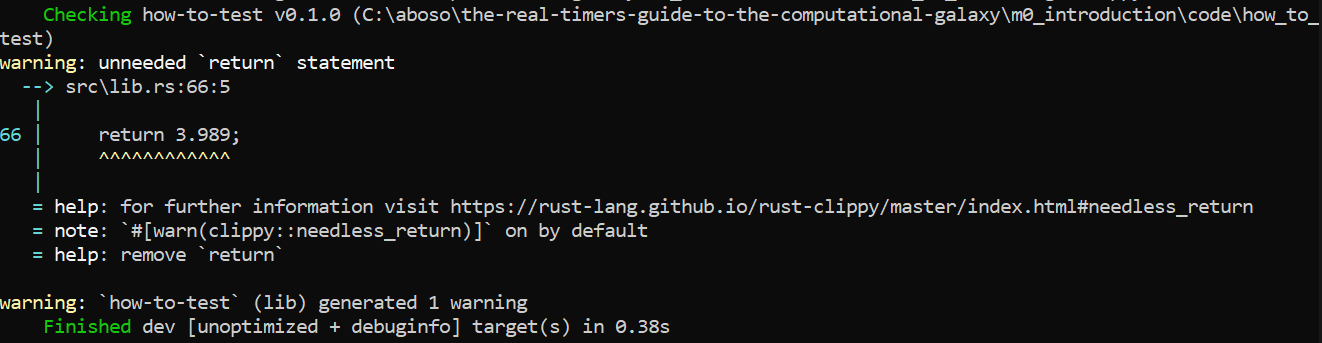 Checking how-to-test v0.1.0 (C:\aboso\the-real-timers-guide-to-the-computational-galaxy\m0_introduction\code\how_to_
test)
warning: unneeded `return` statement
  --> src\lib.rs:66:5
   |
66 |     return 3.989;
   |     ^^^^^^^^^^^^
   |
   = help: for further information visit https://rust-lang.github.io/rust-clippy/master/index.html#needless_return
   = note: `#[warn(clippy::needless_return)]` on by default
   = help: remove `return`
warning: `how-to-test` (lib) generated 1 warning
    Finished dev [unoptimized + debuginfo] target(s) in 0.38s